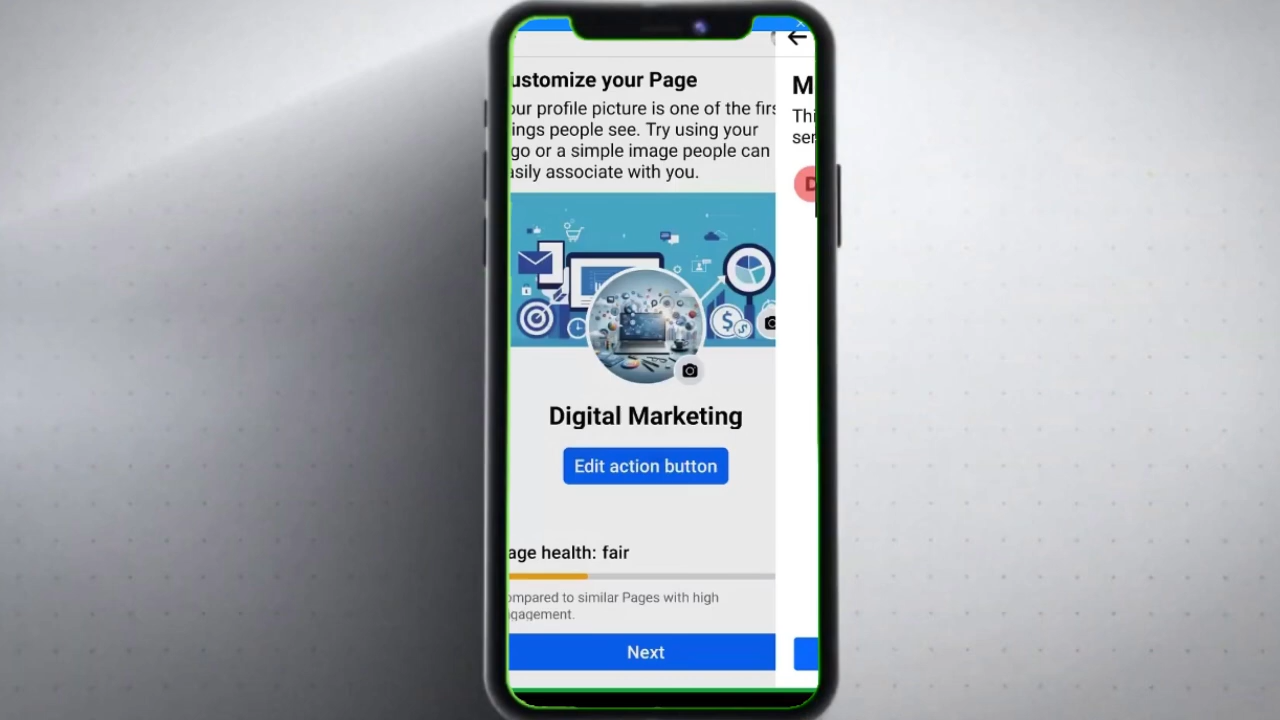 ustomize your Page
our profile picture is one of the firs
ings people see. Try using your
go or a simple image people can
asily associate with you.
Digital Marketing
Edit action button
age health: fair
ompared to similar Pages with high
gagement.
Next
M
Thi
ser
D